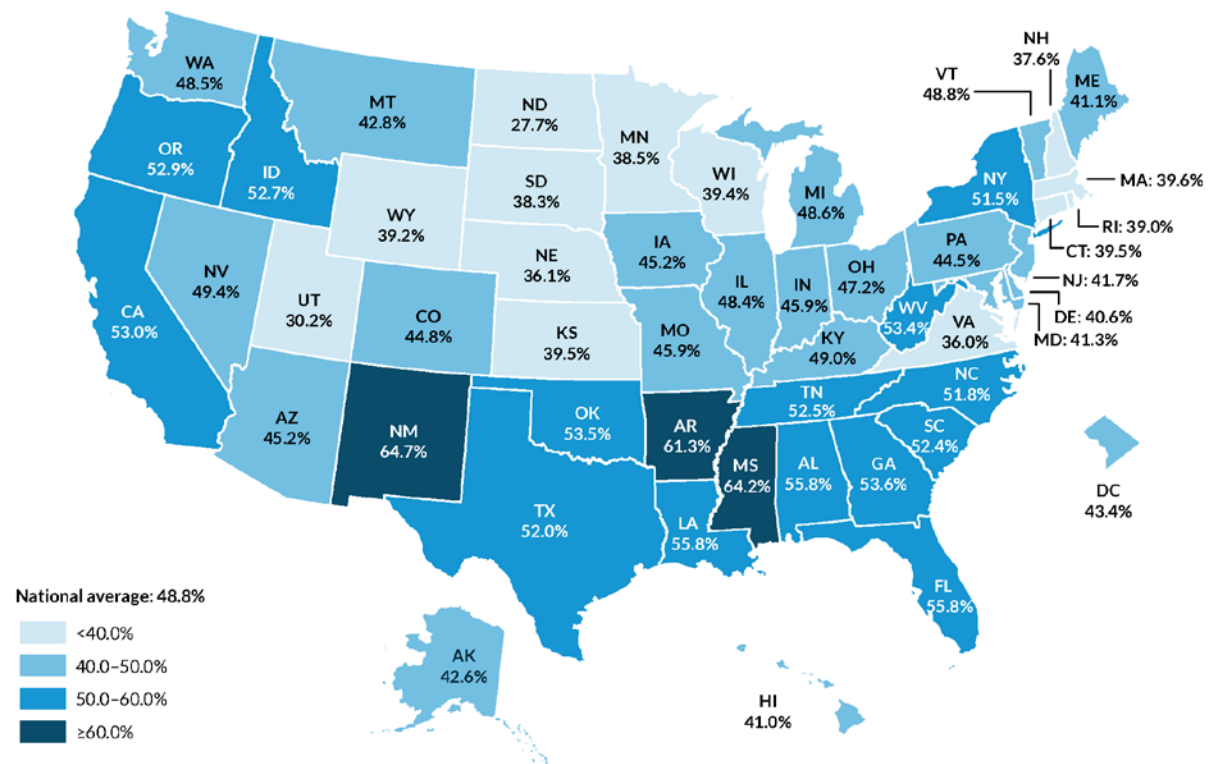 NH
37.6%
VT
48.8%
ME
41.1%
WA
48.5%
MT
42.8%
ND
27.7%
MN
38.5%
OR
52.9%
ID
52.7%
SD
38.3%
WI
39.4%
MI
48.6%
NY
51.5%
MA: 39.6%
WY
39.2%
RI: 39.0%
CT: 39.5%
IA
45.2%
NE
36.1%
PA
44.5%
NV
49.4%
NJ: 41.7%
IL
48.4%
IN
45.9%
OH
47.2%
UT
30.2%
CA
53.0%
CO
44.8%
KS
39.5%
MO
45.9%
WV
53.4%
VA
36.0%
DE: 40.6%
MD: 41.3%
KY
49.0%
NC
51.8%
TN
52.5%
AZ
45.2%
NM
64.7%
OK
53.5%
AR
61.3%
SC
52.4%
MS
64.2%
AL
55.8%
GA
53.6%
DC
43.4%
TX
52.0%
LA
55.8%
FL
55.8%
National average: 48.8%
<40.0%
40.0–50.0%
50.0–60.0%
≥60.0%
AK
42.6%
HI
41.0%